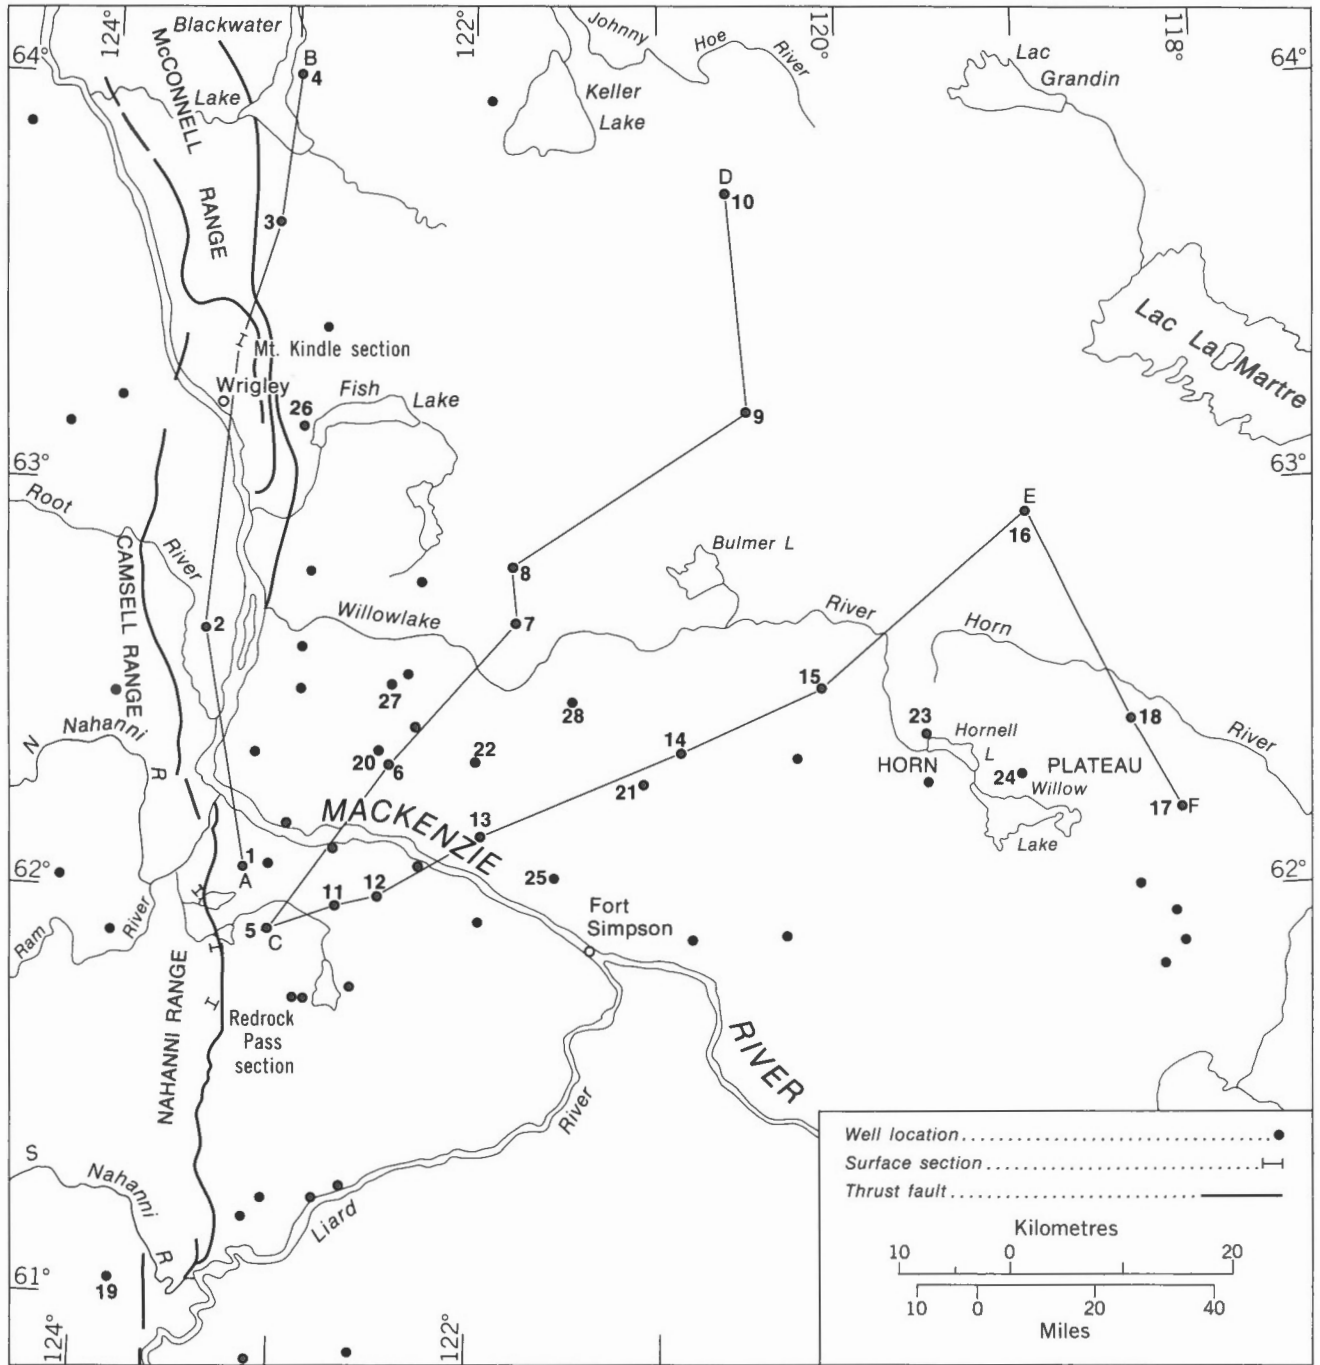 124°
122°
120°
118°
64°
64°
Blackwater
Lake
McCONNELL
RANGE
B
4
3
Johnny Hoe River
Keller
Lake
Lac
Grandin
D
10
Lac La Martre
Mt. Kindle section
Wrigley
Fish Lake
26
9
63°
63°
Root
River
CAMSELL RANGE
2
8
7
Bulmer L
E
16
Willowlake
River
Horn
River
15
27
28
23
Hornell
L
18
N Nahanni
R
20
6
22
14
21
HORN PLATEAU
24
Willow
Lake
17 F
MACKENZIE
13
1
A
62°
62°
12
11
25
5
C
Fort
Simpson
Ram
River
NAHANNI RANGE
Redrock
Pass
section
RIVER
River
Liard
S
Nahanni
R
19
61°
124°
122°
Well location
Surface section
Thrust fault
Kilometres
10 0 20
10 0 20 40
Miles